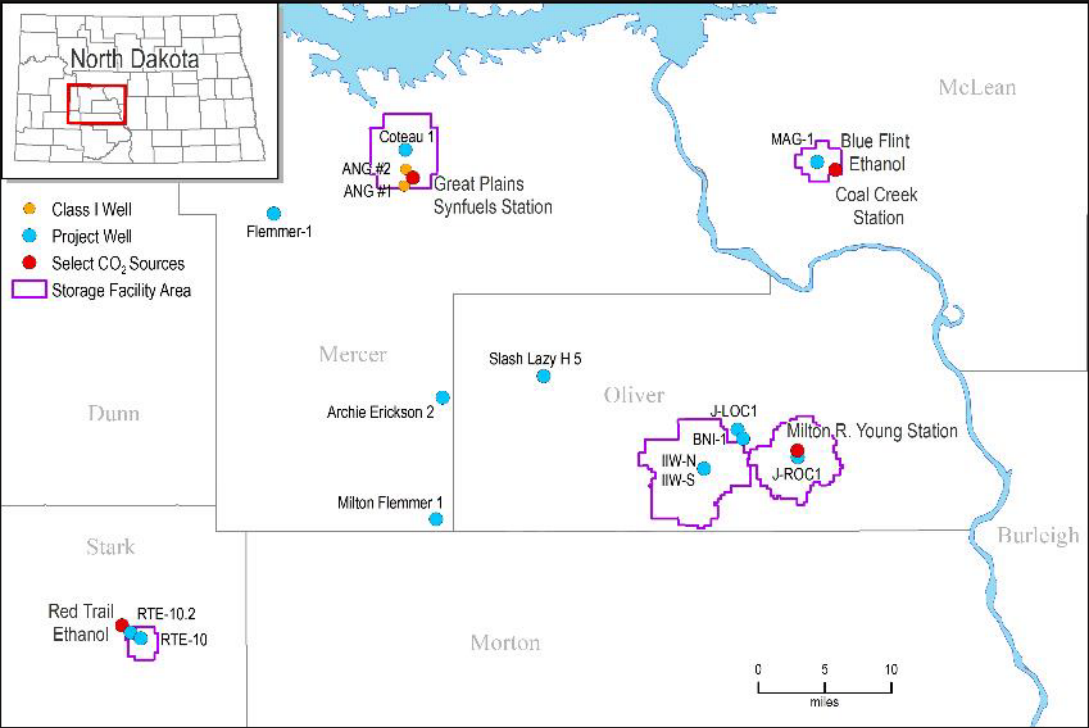 North Dakota
McLean
Coteau 1
MAG-1
Blue Flint
Ethanol
ANG #2
ANG #1
Great Plains
Synfuels Station
Coal Creek
Station
Class I Well
Project Well
Select CO₂ Sources
Storage Facility Area
Flemmer-1
Mercer
Slash Lazy H 5
Oliver
Dunn
Archie Erickson 2
J-LOC1
BNI-1
Milton R. Young Station
IIW-N
IIW-S
J-ROC1
Milton Flemmer 1
Stark
Burleigh
Red Trail
Ethanol
RTE-10.2
RTE-10
Morton
0 5 10
miles